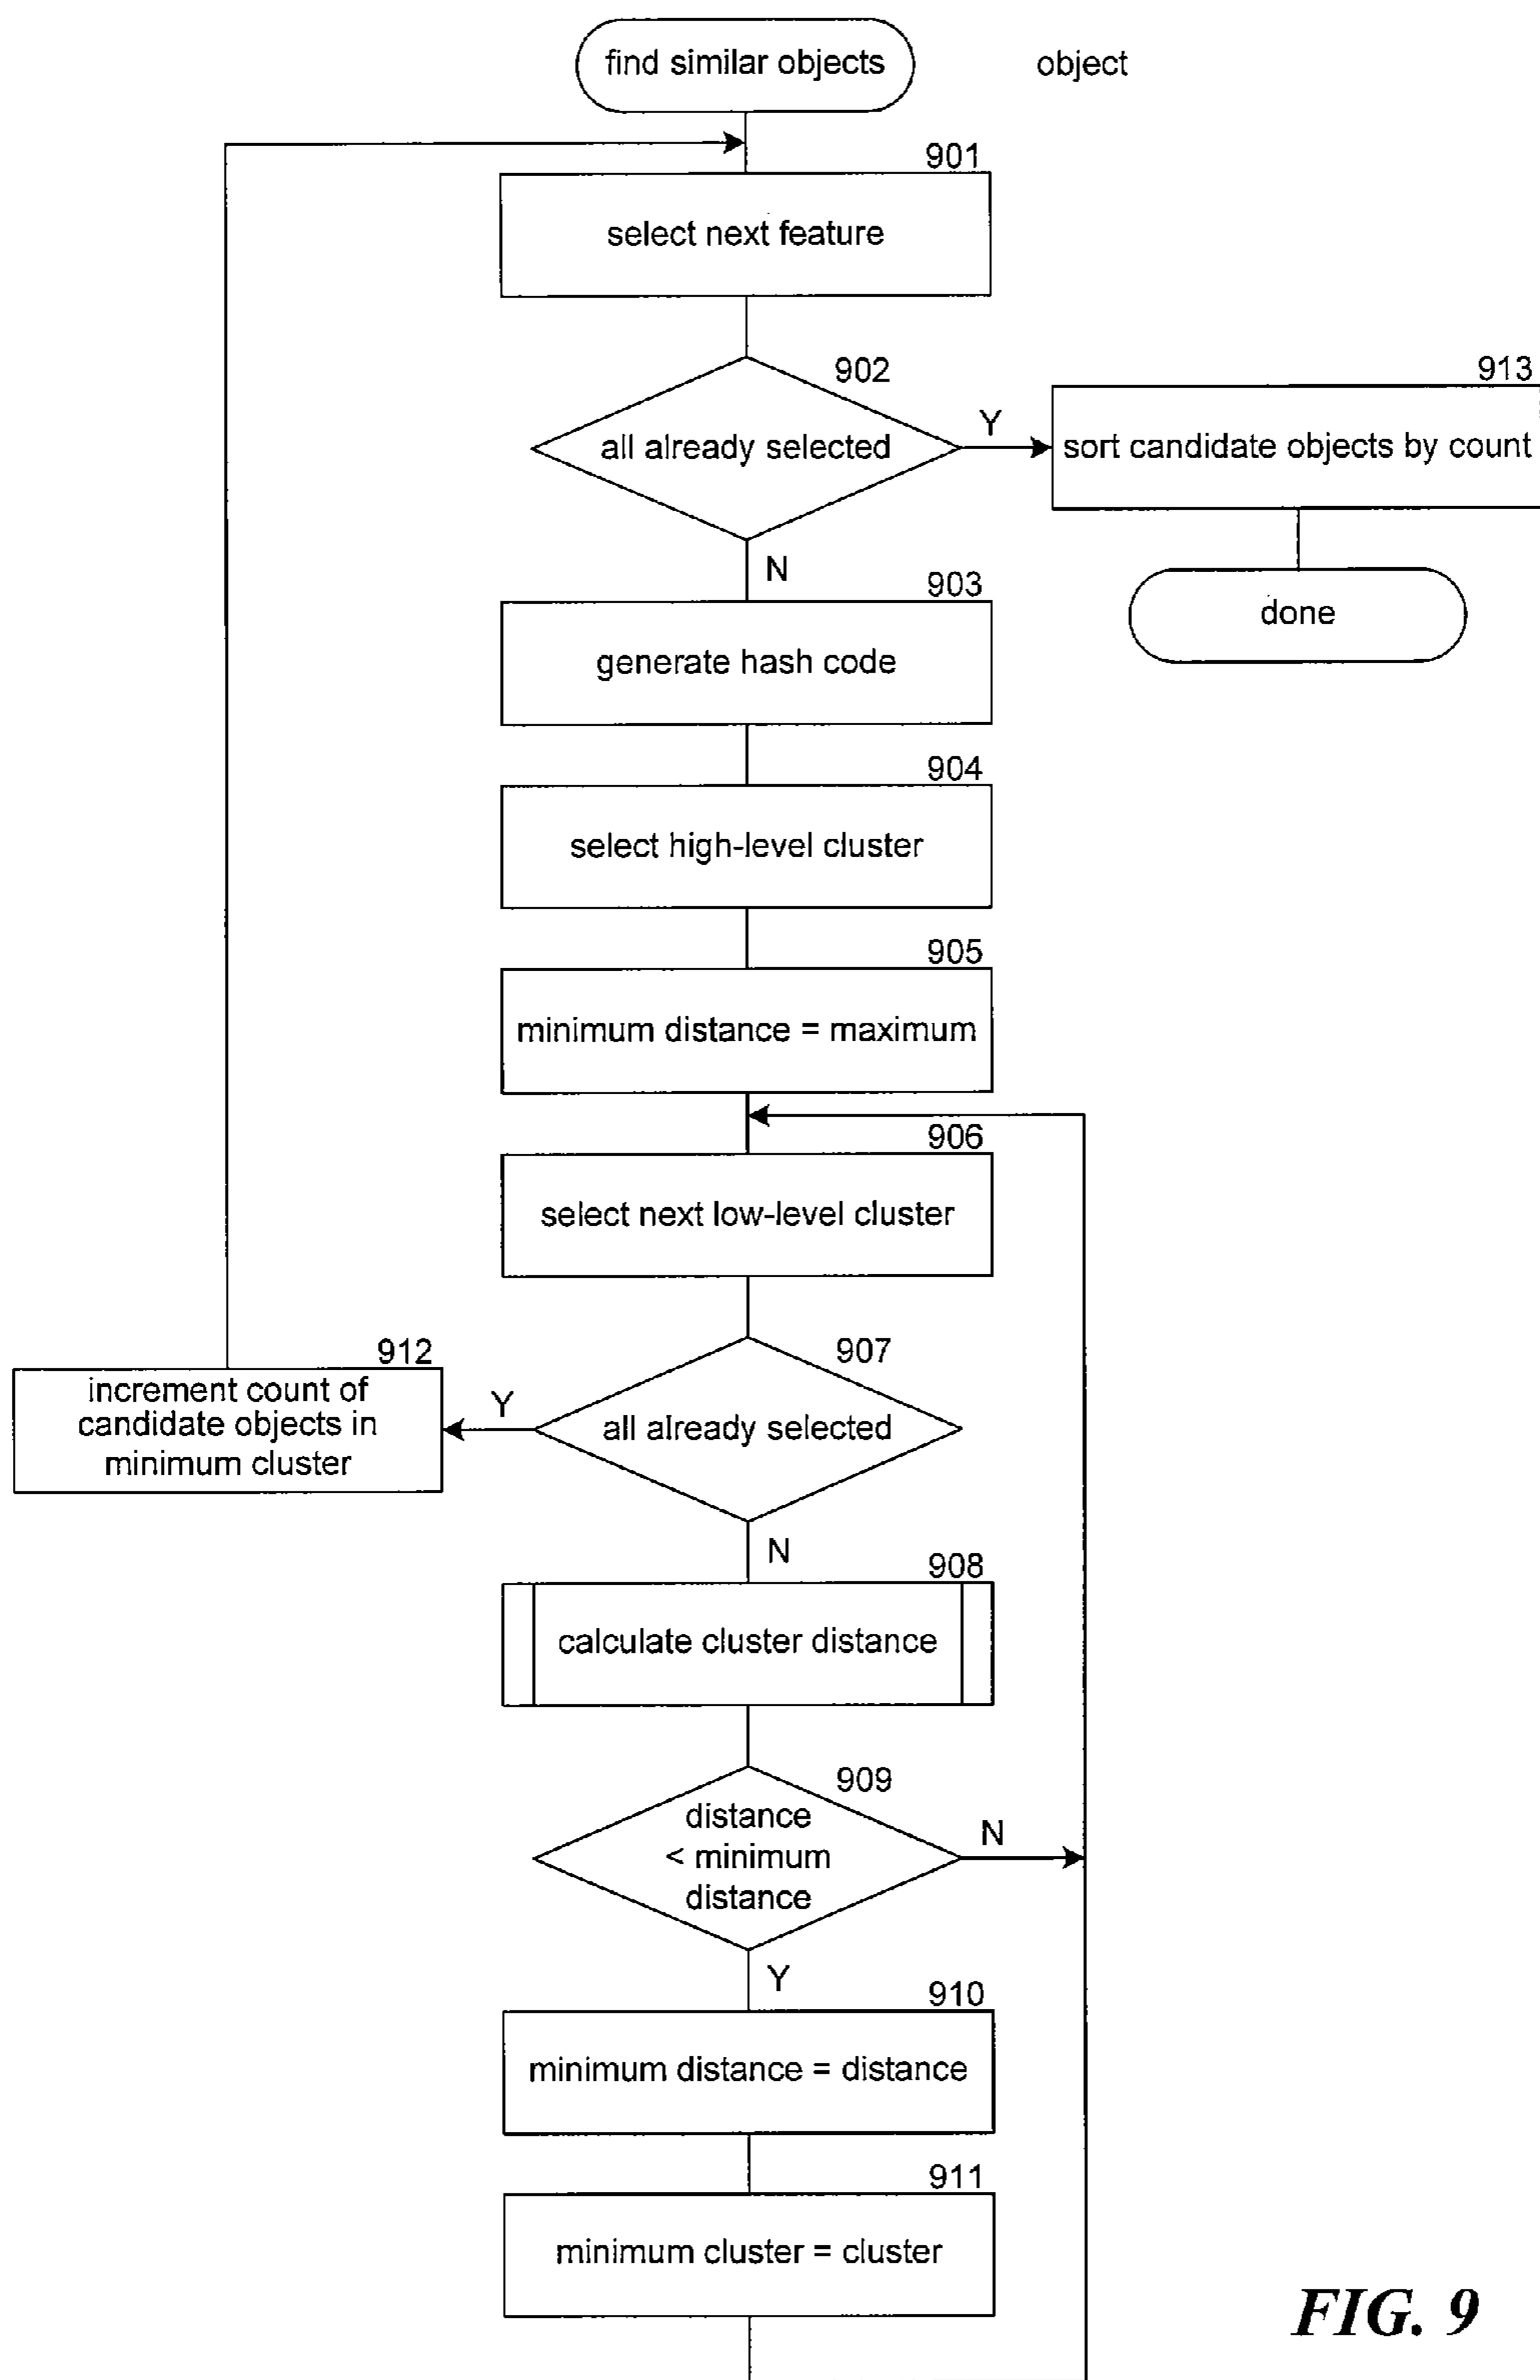 find similar objects
object
901
select next feature
902
all already selected
Y
913
sort candidate objects by count
N
done
903
generate hash code
904
select high-level cluster
905
minimum distance = maximum
906
select next low-level cluster
907
all already selected
Y
912
increment count of
candidate objects in
minimum cluster
N
908
calculate cluster distance
909
distance
< minimum
distance
N
Y
910
minimum distance = distance
911
minimum cluster = cluster
FIG. 9